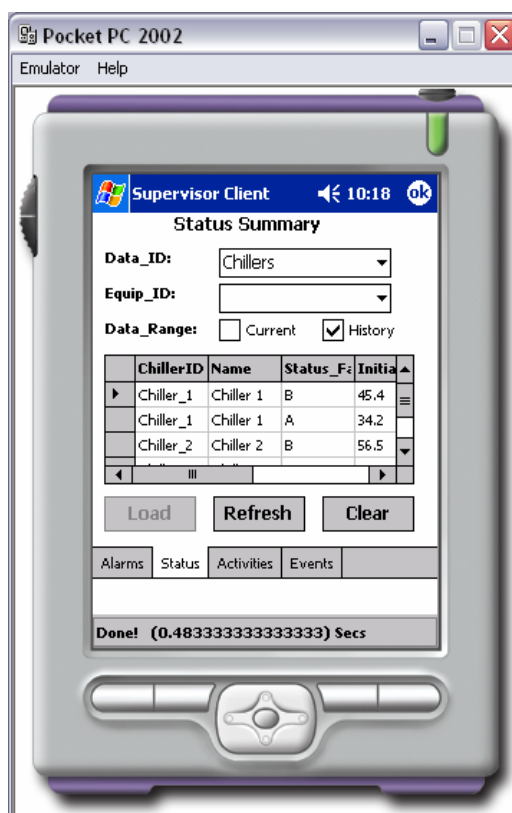 Pocket PC 2002
Emulator Help
Supervisor Client 10:18 ok
Status Summary
Data_ID: Chillers
Equip_ID:
Data_Range: Current History
ChillerID Name Status_Fa Initia
Chiller_1 Chiller 1 B 45.4
Chiller_1 Chiller 1 A 34.2
Chiller_2 Chiller 2 B 56.5
Load Refresh Clear
Alarms Status Activities Events
Done! (0.483333333333333) Secs